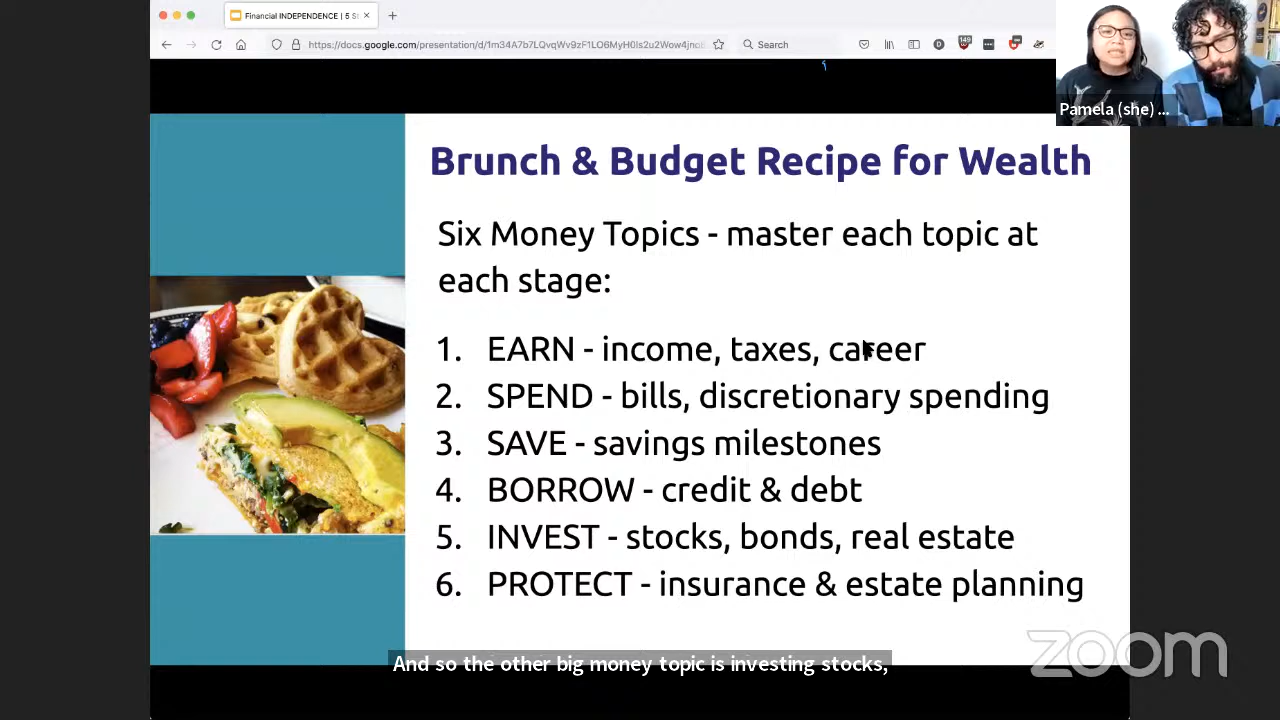 Financial INDEPENDENCE | 5 S
https://docs.google.com/presentation/d/1m34A7b7LQvqWv9zF1LO6MyH0Is2u2Wow4jno
Search
149
Pamela (she) ...
Brunch & Budget Recipe for Wealth
Six Money Topics - master each topic at
each stage:
1. EARN - income, taxes, career
2. SPEND - bills, discretionary spending
3. SAVE - savings milestones
4. BORROW - credit & debt
5. INVEST - stocks, bonds, real estate
6. PROTECT - insurance & estate planning
zoom
And so the other big money topic is investing stocks,